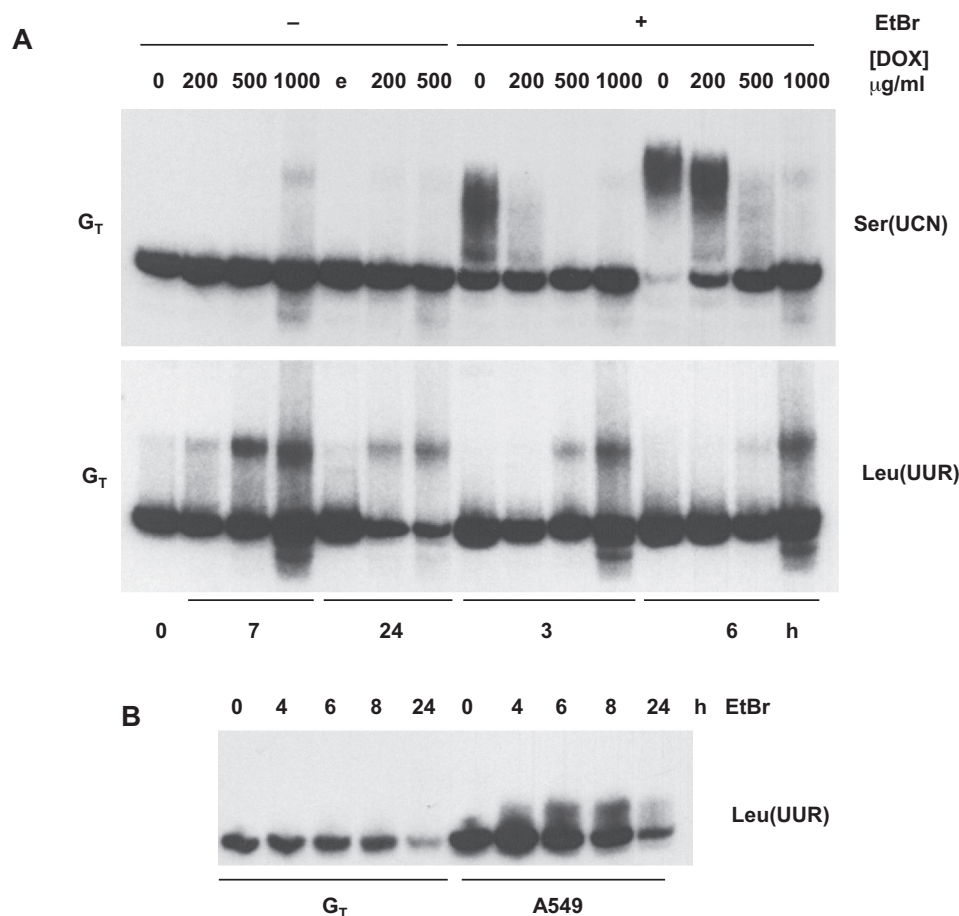 A
– + EtBr
[DOX]
0 200 500 1000 e 200 500 0 200 500 1000 0 200 500 1000 μg/ml
G_T Ser(UCN)
G_T Leu(UUR)
0 7 24 3 6 h
B 0 4 6 8 24 0 4 6 8 24 h EtBr
Leu(UUR)
G_T A549